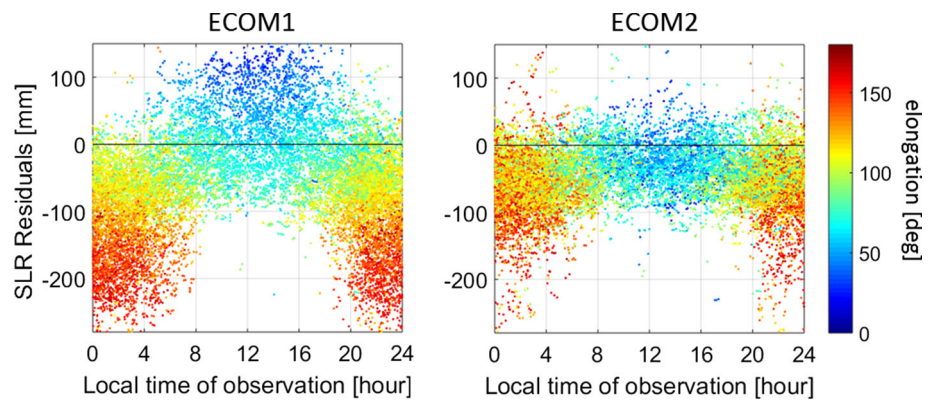 ECOM1
ECOM2
SLR Residuals [mm]
100
0
-100
-200
0 4 8 12 16 20 24
Local time of observation [hour]
100
0
-100
-200
0 4 8 12 16 20 24
Local time of observation [hour]
150
100
50
0
elongation [deg]